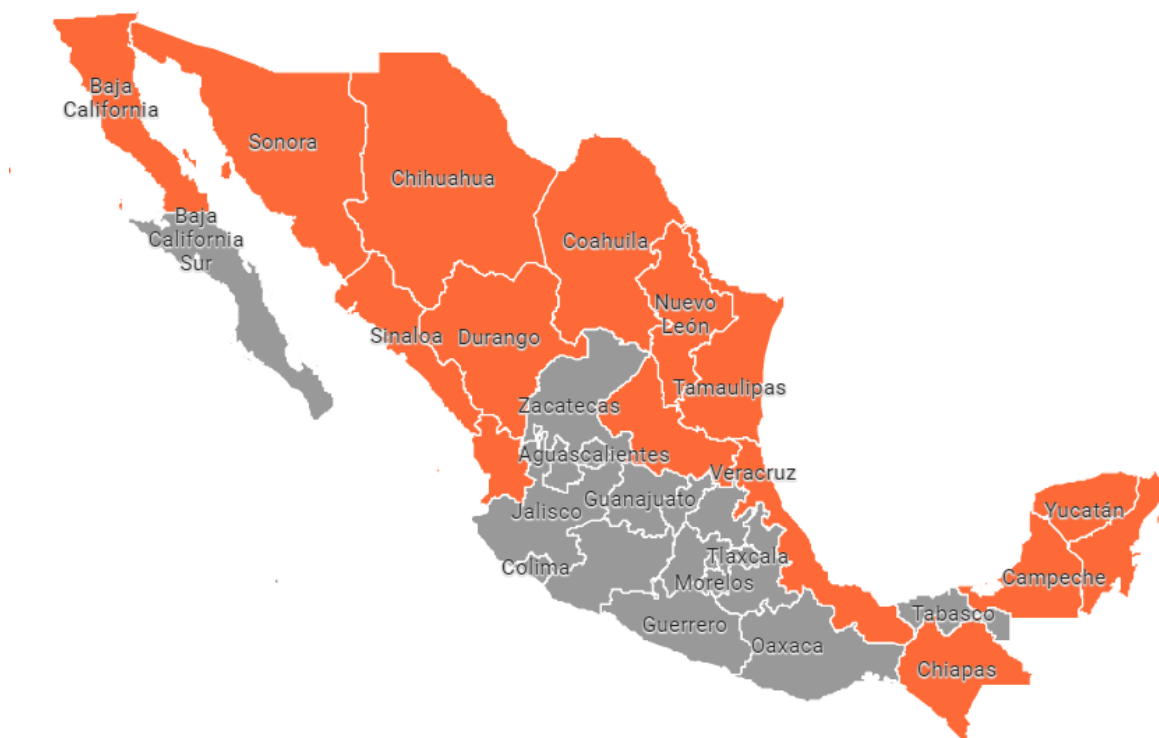 Baja
California
Sonora
Chihuahua
Baja
California
Sur
Coahuila
Nuevo
León
Sinaloa
Durango
Tamaulipas
Zacatecas
Aguascalientes
Veracruz
Guanajuato
Jalisco
Yucatán
Tlaxcala
Colima
Morelos
Campeche
Tabasco
Guerrero
Oaxaca
Chiapas